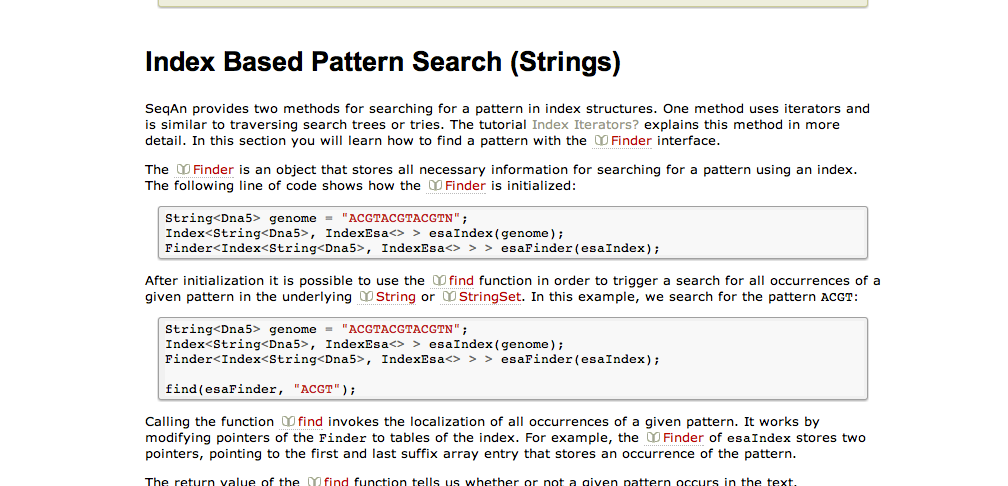 Index Based Pattern Search (Strings)
SeqAn provides two methods for searching for a pattern in index structures. One method uses iterators and
is similar to traversing search trees or tries. The tutorial Index Iterators? explains this method in more
detail. In this section you will learn how to find a pattern with the Finder interface.
The Finder is an object that stores all necessary information for searching for a pattern using an index.
The following line of code shows how the Finder is initialized:
String<Dna5> genome = "ACGTACGTACGTN";
Index<String<Dna5>, IndexEsa<> > esaIndex(genome);
Finder<Index<String<Dna5>, IndexEsa<> > > esaFinder(esaIndex);
After initialization it is possible to use the find function in order to trigger a search for all occurrences of a
given pattern in the underlying String or StringSet. In this example, we search for the pattern ACGT:
String<Dna5> genome = "ACGTACGTACGTN";
Index<String<Dna5>, IndexEsa<> > esaIndex(genome);
Finder<Index<String<Dna5>, IndexEsa<> > > esaFinder(esaIndex);
find(esaFinder, "ACGT");
Calling the function find invokes the localization of all occurrences of a given pattern. It works by
modifying pointers of the Finder to tables of the index. For example, the Finder of esaIndex stores two
pointers, pointing to the first and last suffix array entry that stores an occurrence of the pattern.
The return value of the find function tells us whether or not a given pattern occurs in the text.